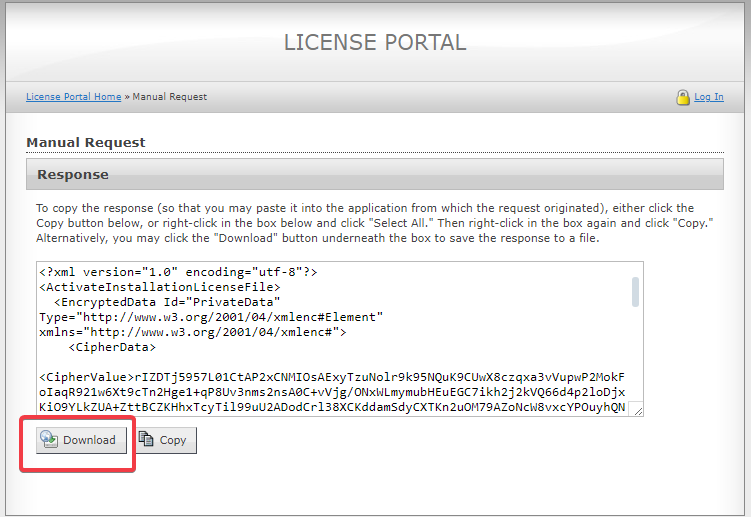 LICENSE PORTAL
License Portal Home » Manual Request
Log In
Manual Request
Response
To copy the response (so that you may paste it into the application from which the request originated), either click the
Copy button below, or right-click in the box below and click "Select All." Then right-click in the box again and click "Copy."
Alternatively, you may click the "Download" button underneath the box to save the response to a file.
<?xml version="1.0" encoding="utf-8"?>
<ActivateInstallationLicenseFile>
<EncryptedData Id="PrivateData"
Type="http://www.w3.org/2001/04/xmlenc#Element"
xmlns="http://www.w3.org/2001/04/xmlenc#">
<CipherData>
<CipherValue>rIZDTj5957L01CtAP2xCNMIOsAExyTzuNolr9k95NQuK9CUwX8czqxa3vVupwP2MokF
oIaqR921w6Xt9cTn2Hge1+qP8Uv3nms2nsA0C+vVjg/ONxWLmymubHEuEGC7ikh2j2kVQ66d4p2loDjx
KiO9YLkZUA+ZttBCZKHhxTcyTil99uU2ADodCrl38XCKddamSdyCXTKn2uOM79AZoNcW8vxcYPOuyhQN
Download
Copy